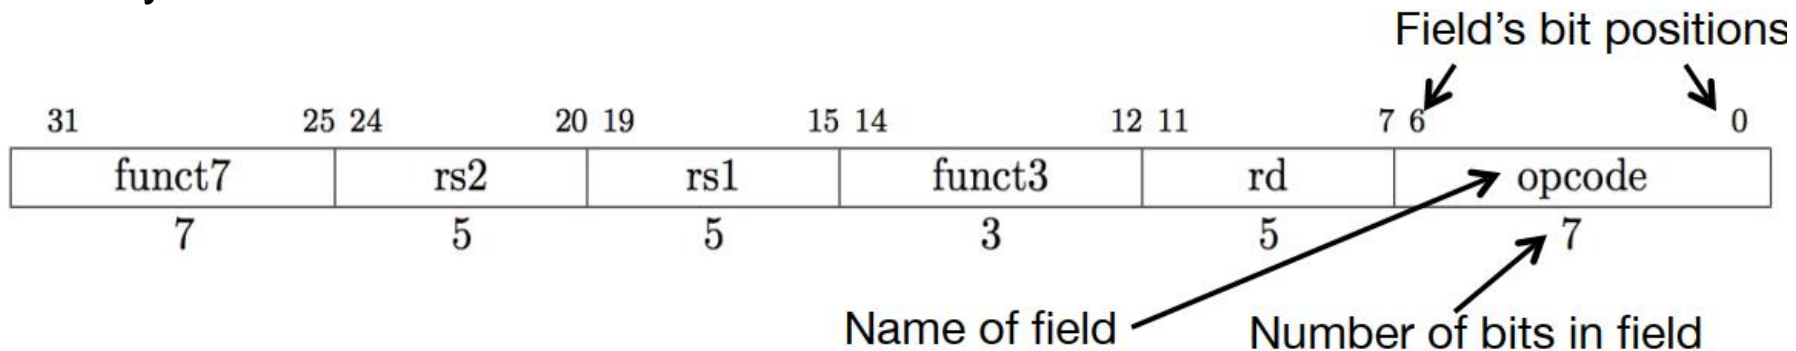 Field's bit positions
31 25 24 20 19 15 14 12 11 7 6 0
funct7 rs2 rs1 funct3 rd opcode
7 5 5 3 5 7
Name of field Number of bits in field